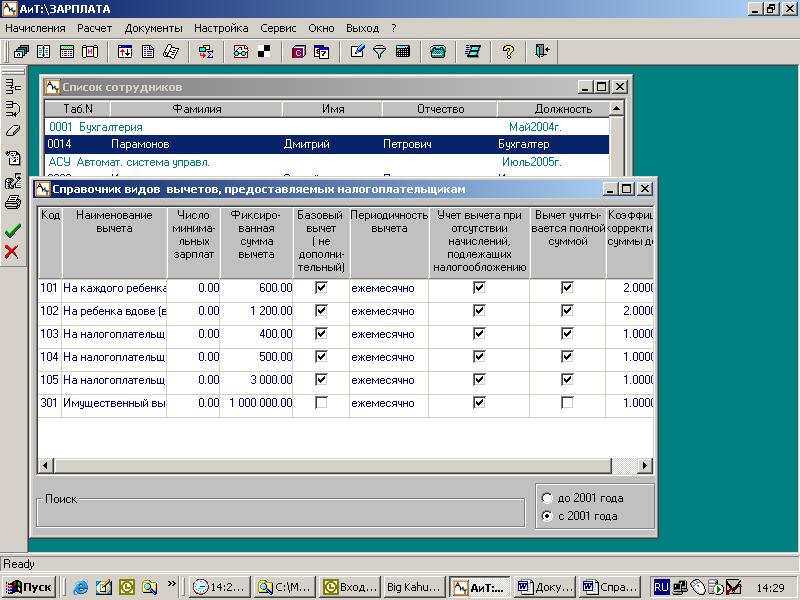 АиТ:\ЗАРПЛАТА
Начисления Расчет Документы Настройка Сервис Окно Выход ?
Список сотрудников
Таб.N Фамилия Имя Отчество Должность
0001 Бухгалтерия Май2004г.
0014 Парамонов Дмитрий Петрович Бухгалтер
АСУ Автомат. система управл. Июль2005г.
Справочник видов вычетов, предоставляемых налогоплательщикам
Код Наименование вычета Число минима-льных зарплат Фиксиро-ванная сумма вычета Базовый вычет ( не дополни-тельный) Периодичность вычета Учет вычета при отсутствии начислений, подлежащих налогообложению Вычет учиты-вается полной суммой Коэффиц корректи суммы до
101 На каждого ребенка 0.00 600.00 ежемесячно 2.0000
102 На ребенка вдове (в 0.00 1 200.00 ежемесячно 2.0000
103 На налогоплательщ 0.00 400.00 ежемесячно 1.0000
104 На налогоплательщ 0.00 500.00 ежемесячно 1.0000
105 На налогоплательщ 0.00 3 000.00 ежемесячно 1.0000
301 Имущественный вы 0.00 1 000 000.00 ежемесячно 1.0000
Поиск
до 2001 года
с 2001 года
Ready
Пуск » 14:2... C:\М... Вход... Big Kahu... АиТ:... Доку... Спра... RU 14:29